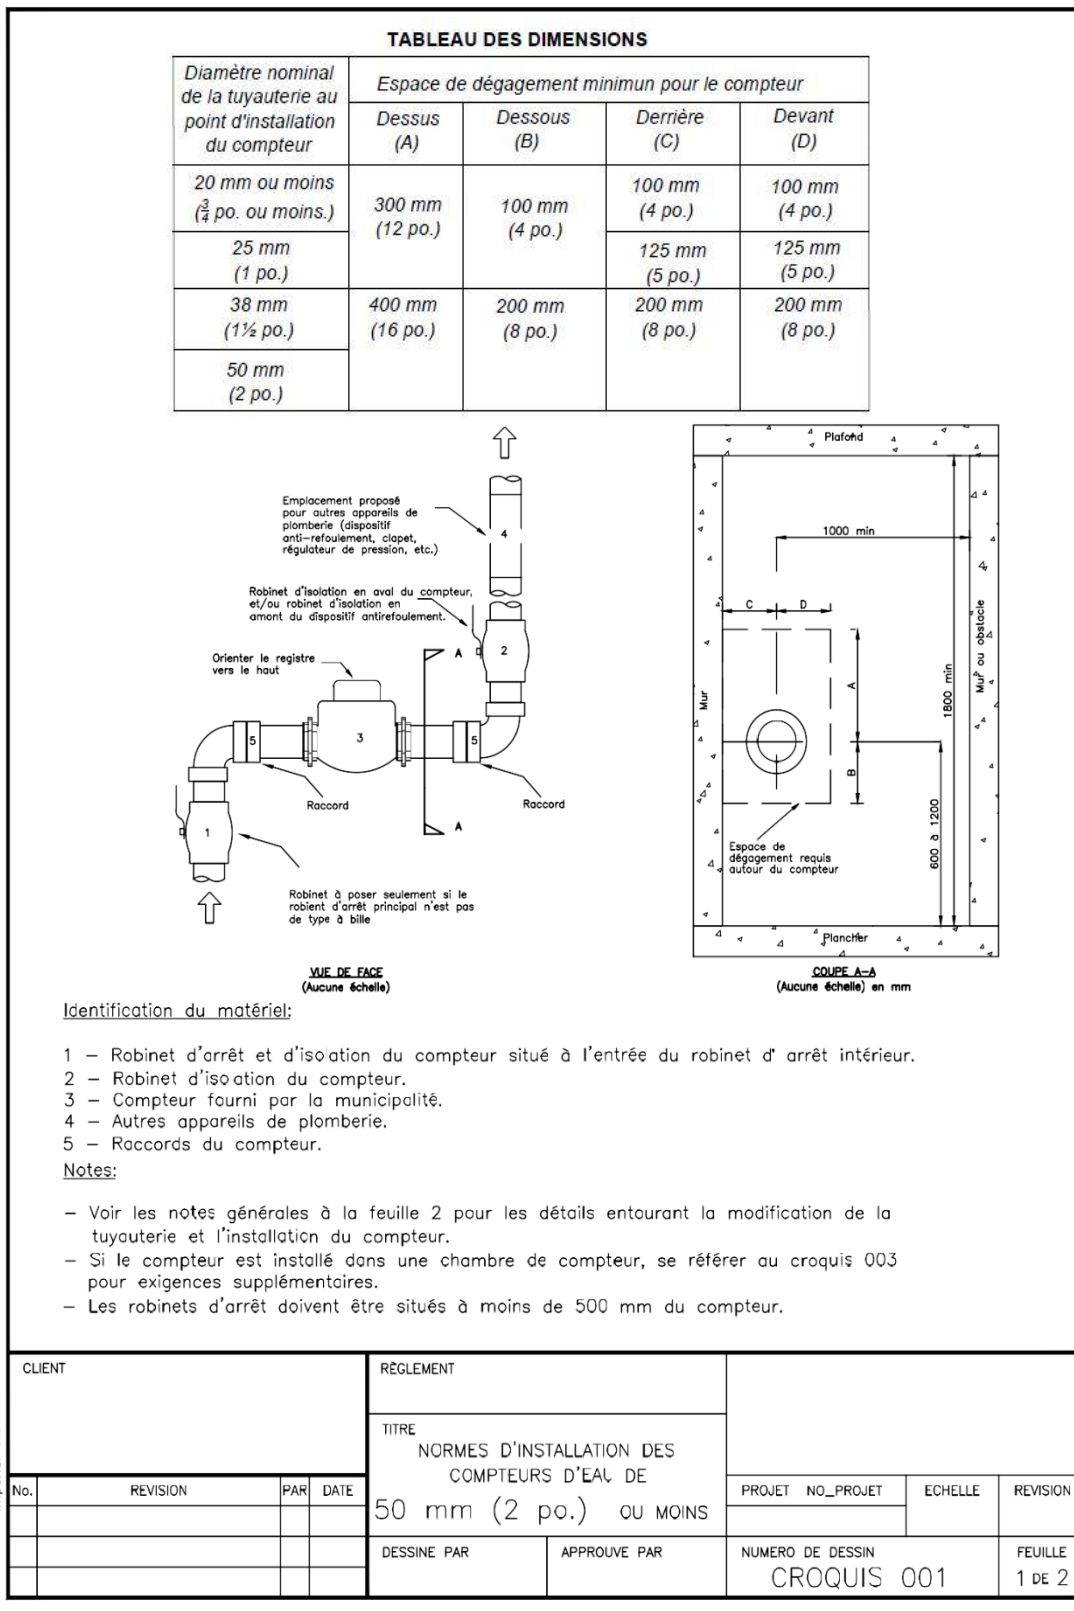 TABLEAU DES DIMENSIONS
Diamètre nominal
de la tuyauterie au
point d'installation
du compteur
Espace de dégagement minimun pour le compteur
Dessus
(A)
Dessous
(B)
Derrière
(C)
Devant
(D)
20 mm ou moins
(¾ po. ou moins.)
300 mm
(12 po.)
100 mm
(4 po.)
100 mm
(4 po.)
100 mm
(4 po.)
25 mm
(1 po.)
125 mm
(5 po.)
125 mm
(5 po.)
38 mm
(1½ po.)
400 mm
(16 po.)
200 mm
(8 po.)
200 mm
(8 po.)
200 mm
(8 po.)
50 mm
(2 po.)
Emplacement proposé
pour autres appareils de
plomberie (dispositif
anti-refoulement, clapet,
régulateur de pression, etc.)
4
Robinet d'isolation en aval du compteur,
et/ou robinet d'isolation en
amont du dispositif antirefoulement.
2
Orienter le registre
vers le haut
A
5
3
5
Raccord
Raccord
A
1
Robinet à poser seulement si le
robient d'arrêt principal n'est pas
de type à bille
VUE DE FACE
(Aucune échelle)
Plafond
1000 min
C
D
Mur
A
B
1800 min
Mur ou obstacle
600 à 1200
Espace de
dégagement requis
autour du compteur
Plancher
COUPE A-A
(Aucune échelle) en mm
Identification du matériel:
1 – Robinet d'arrêt et d'isolation du compteur situé à l'entrée du robinet d' arrêt intérieur.
2 – Robinet d'isolation du compteur.
3 – Compteur fourni par la municipalité.
4 – Autres appareils de plomberie.
5 – Raccords du compteur.
Notes:
– Voir les notes générales à la feuille 2 pour les détails entourant la modification de la
tuyauterie et l'installation du compteur.
– Si le compteur est installé dans une chambre de compteur, se référer au croquis 003
pour exigences supplémentaires.
– Les robinets d'arrêt doivent être situés à moins de 500 mm du compteur.
CLIENT
RÈGLEMENT
TITRE
NORMES D'INSTALLATION DES
COMPTEURS D'EAU DE
50 mm (2 po.) OU MOINS
No.
REVISION
PAR
DATE
PROJET NO_PROJET
ECHELLE
REVISION
DESSINE PAR
APPROUVE PAR
NUMERO DE DESSIN
CROQUIS 001
FEUILLE
1 DE 2